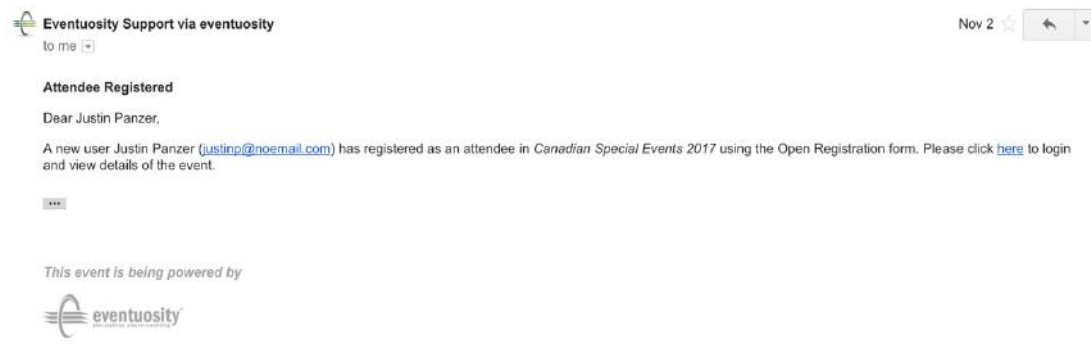 Eventuosity Support via eventuosity
Nov 2
to me
Attendee Registered
Dear Justin Panzer,
A new user Justin Panzer (justinp@noemail.com) has registered as an attendee in Canadian Special Events 2017 using the Open Registration form. Please click here to login
and view details of the event.
This event is being powered by
eventuosity